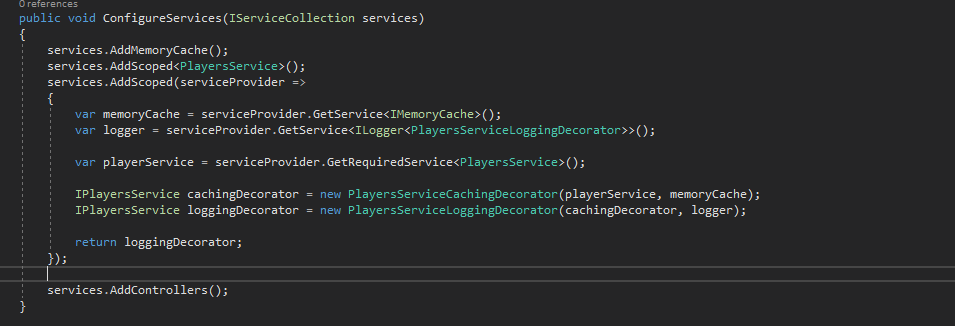 0 references
public void ConfigureServices(IServiceCollection services)
{
services.AddMemoryCache();
services.AddScoped<PlayersService>();
services.AddScoped(serviceProvider =>
{
var memoryCache = serviceProvider.GetService<IMemoryCache>();
var logger = serviceProvider.GetService<ILogger<PlayersServiceLoggingDecorator>>();
var playerService = serviceProvider.GetRequiredService<PlayersService>();
IPlayersService cachingDecorator = new PlayersServiceCachingDecorator(playerService, memoryCache);
IPlayersService loggingDecorator = new PlayersServiceLoggingDecorator(cachingDecorator, logger);
return loggingDecorator;
});
services.AddControllers();
}